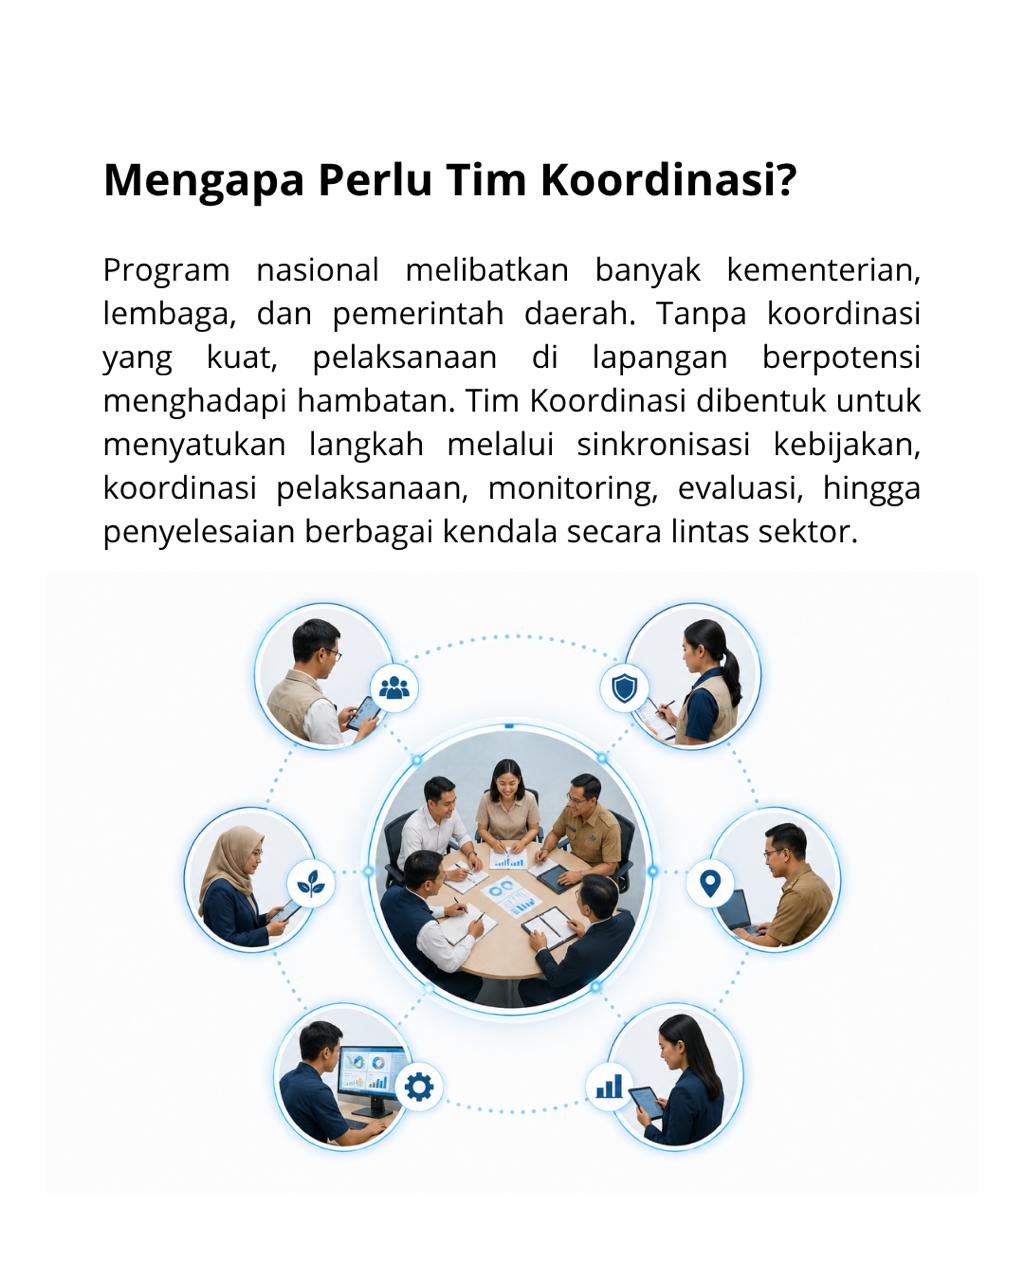 Mengapa Perlu Tim Koordinasi?
Program nasional melibatkan banyak kementerian,
lembaga, dan pemerintah daerah. Tanpa koordinasi
yang kuat, pelaksanaan di lapangan berpotensi
menghadapi hambatan. Tim Koordinasi dibentuk untuk
menyatukan langkah melalui sinkronisasi kebijakan,
koordinasi pelaksanaan, monitoring, evaluasi, hingga
penyelesaian berbagai kendala secara lintas sektor.